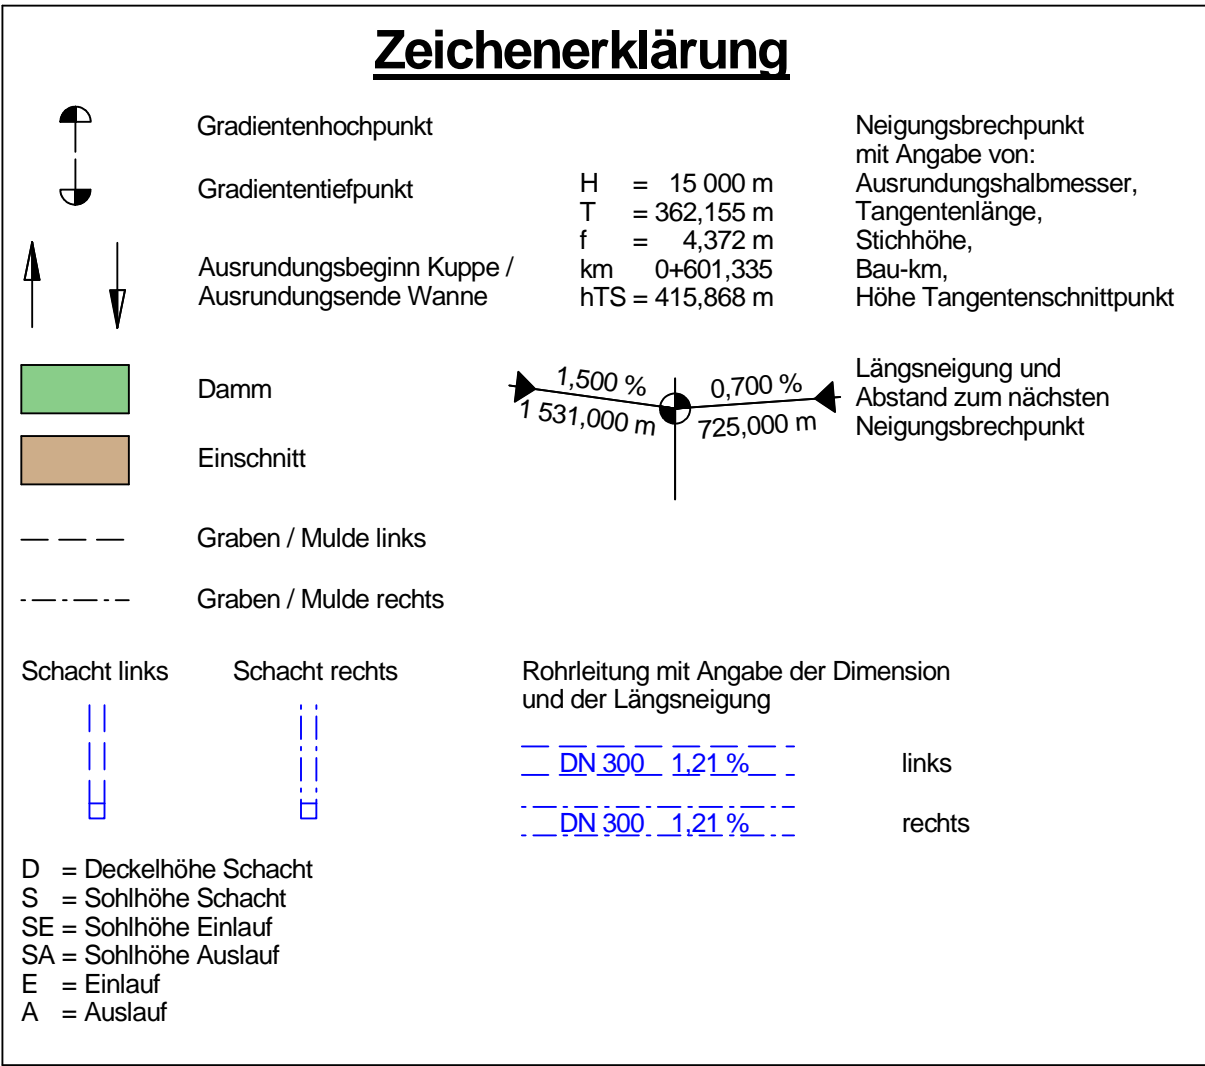 Zeichenerklärung
Gradientenhochpunkt
Gradiententiefpunkt
Ausrundungsbeginn Kuppe /
Ausrundungsende Wanne
H = 15 000 m
T = 362,155 m
f = 4,372 m
km 0+601,335
hTS = 415,868 m
Neigungsbrechpunkt
mit Angabe von:
Ausrundungshalbmesser,
Tangentenlänge,
Stichhöhe,
Bau-km,
Höhe Tangentenschnittpunkt
Damm
Einschnitt
1,500 %
1 531,000 m
0,700 %
725,000 m
Längsneigung und
Abstand zum nächsten
Neigungsbrechpunkt
Graben / Mulde links
Graben / Mulde rechts
Schacht links
Schacht rechts
Rohrleitung mit Angabe der Dimension
und der Längsneigung
DN 300 1,21 %
links
DN 300 1,21 %
rechts
D = Deckelhöhe Schacht
S = Sohlhöhe Schacht
SE = Sohlhöhe Einlauf
SA = Sohlhöhe Auslauf
E = Einlauf
A = Auslauf